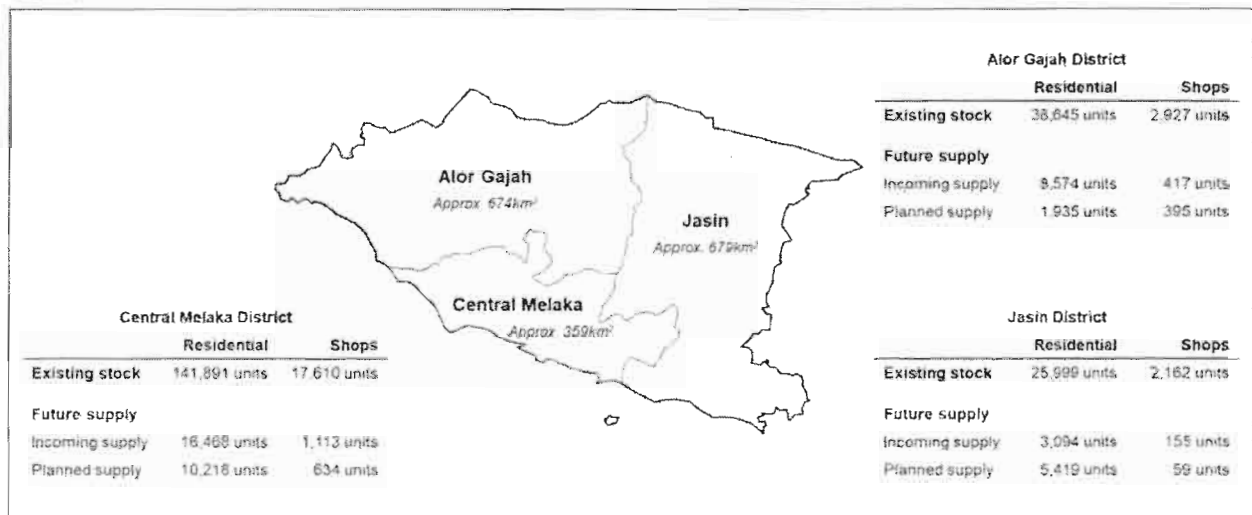 Alor Gajah District
Residential Shops
Existing stock 38,645 units 2,927 units
Future supply
Incoming supply 9,574 units 417 units
Planned supply 1,935 units 395 units
Alor Gajah
Approx. 674km²
Jasin
Approx. 679km²
Central Melaka
Approx. 359km²
Central Melaka District
Residential Shops
Existing stock 141,891 units 17,610 units
Future supply
Incoming supply 16,468 units 1,113 units
Planned supply 10,218 units 634 units
Jasin District
Residential Shops
Existing stock 25,999 units 2,162 units
Future supply
Incoming supply 3,094 units 155 units
Planned supply 5,419 units 59 units